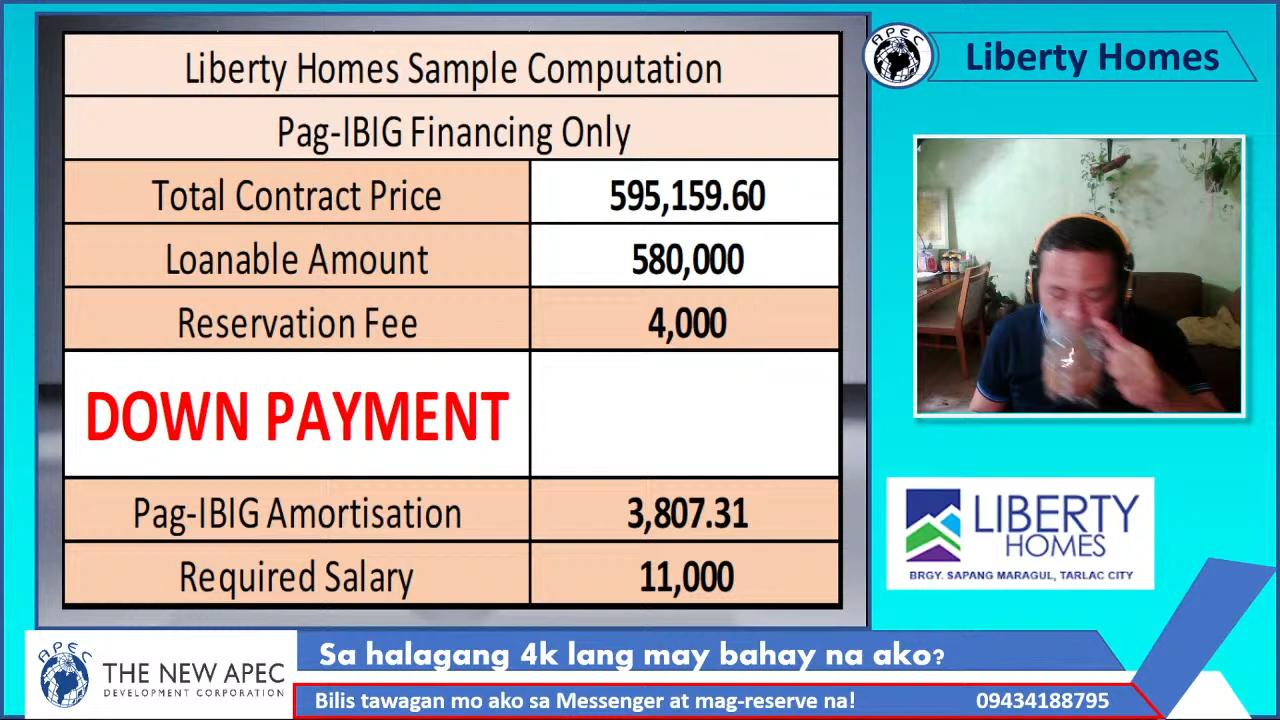 Liberty Homes Sample Computation
Pag-IBIG Financing Only
Total Contract Price 595,159.60
Loanable Amount 580,000
Reservation Fee 4,000
DOWN PAYMENT
Pag-IBIG Amortisation 3,807.31
Required Salary 11,000
APEC
Liberty Homes
LIBERTY
HOMES
BRGY. SAPANG MARAGUL, TARLAC CITY
APEC
THE NEW APEC
DEVELOPMENT CORPORATION
Sa halagang 4k lang may bahay na ako?
Bilis tawagan mo ako sa Messenger at mag-reserve na! 09434188795